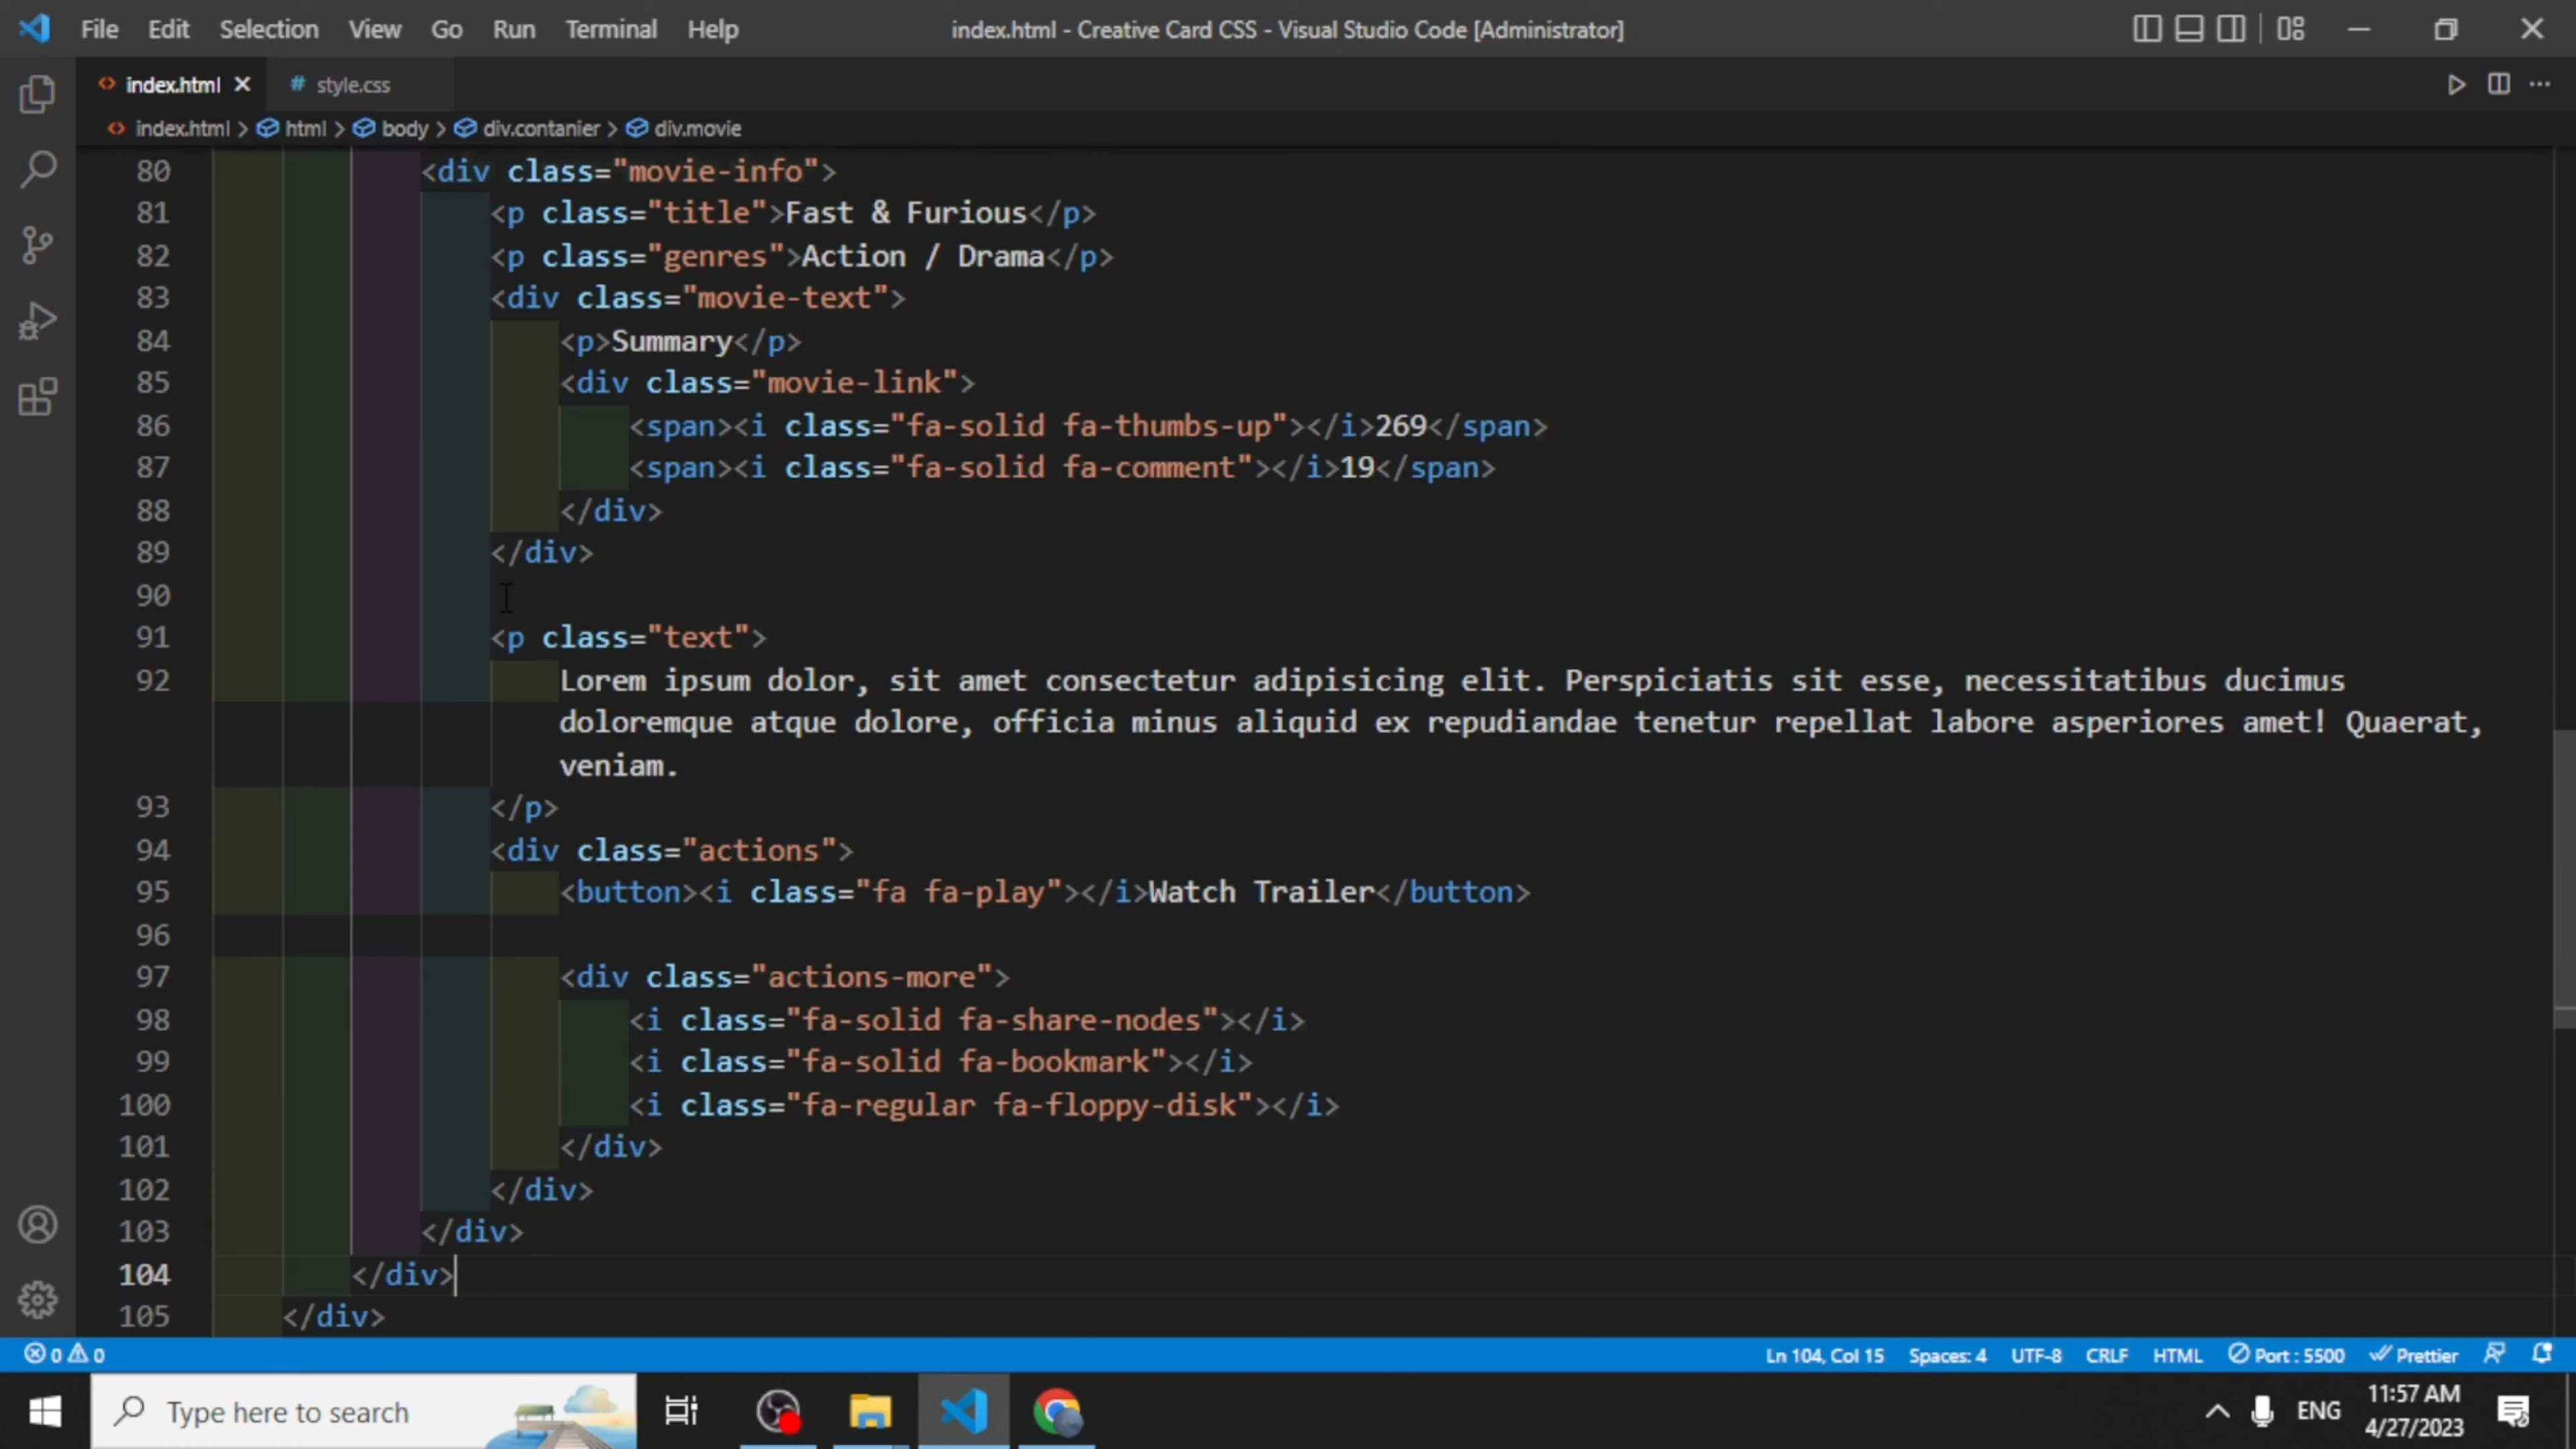 File Edit Selection View Go Run Terminal Help index.html - Creative Card CSS - Visual Studio Code [Administrator]
<> index.html × # style.css
<> index.html > html > body > div.contanier > div.movie
80 <div class="movie-info">
81 <p class="title">Fast & Furious</p>
82 <p class="genres">Action / Drama</p>
83 <div class="movie-text">
84 <p>Summary</p>
85 <div class="movie-link">
86 <span><i class="fa-solid fa-thumbs-up"></i>269</span>
87 <span><i class="fa-solid fa-comment"></i>19</span>
88 </div>
89 </div>
90
91 <p class="text">
92 Lorem ipsum dolor, sit amet consectetur adipisicing elit. Perspiciatis sit esse, necessitatibus ducimus
doloremque atque dolore, officia minus aliquid ex repudiandae tenetur repellat labore asperiores amet! Quaerat,
veniam.
93 </p>
94 <div class="actions">
95 <button><i class="fa fa-play"></i>Watch Trailer</button>
96
97 <div class="actions-more">
98 <i class="fa-solid fa-share-nodes"></i>
99 <i class="fa-solid fa-bookmark"></i>
100 <i class="fa-regular fa-floppy-disk"></i>
101 </div>
102 </div>
103 </div>
104 </div>
105 </div>
0 0 Ln 104, Col 15 Spaces: 4 UTF-8 CRLF HTML Port : 5500 Prettier
Type here to search ENG 11:57 AM
4/27/2023